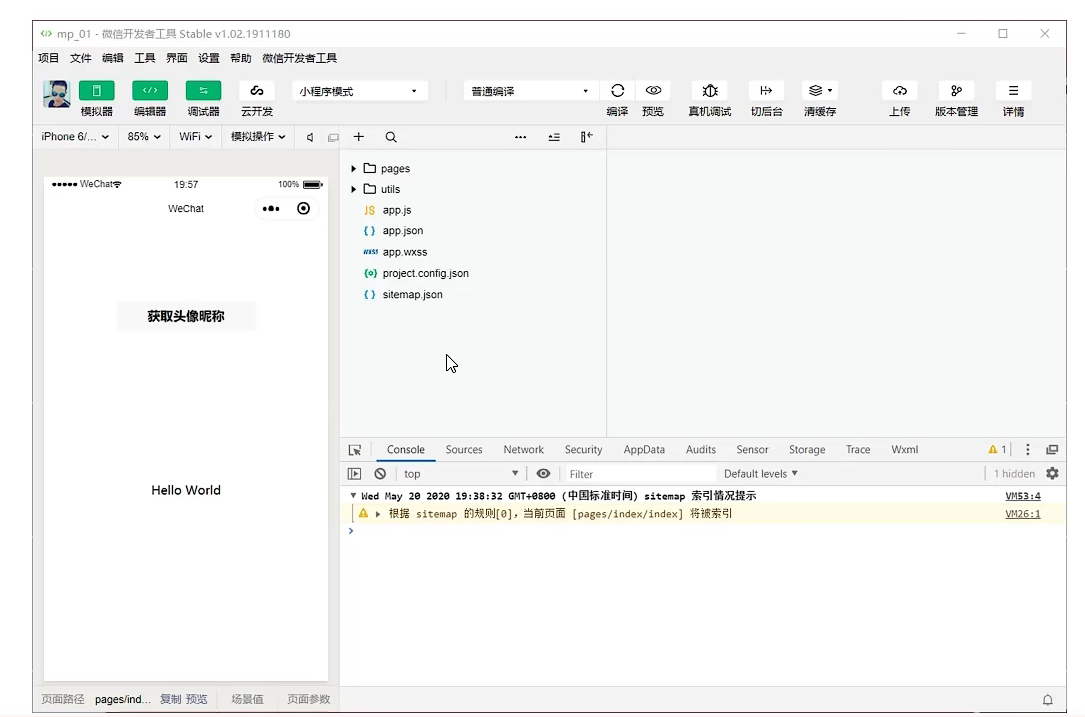 mp_01 - 微信开发者工具 Stable v1.02.1911180
项目 文件 编辑 工具 界面 设置 帮助 微信开发者工具
小程序模式 普通编译
模拟器 编辑器 调试器 云开发 编译 预览 真机调试 切后台 清缓存 上传 版本管理 详情
iPhone 6/... 85% WiFi 模拟操作
WeChat 19:57 100%
WeChat
获取头像昵称
Hello World
pages
utils
JS app.js
{ } app.json
wxss app.wxss
{o} project.config.json
{ } sitemap.json
Console Sources Network Security AppData Audits Sensor Storage Trace Wxml 1
top Filter Default levels 1 hidden
Wed May 20 2020 19:38:32 GMT+0800 (中国标准时间) sitemap 索引情况提示 VM53:4
根据 sitemap 的规则[0]，当前页面 [pages/index/index] 将被索引 VM26:1
页面路径 pages/ind... 复制 预览 场景值 页面参数